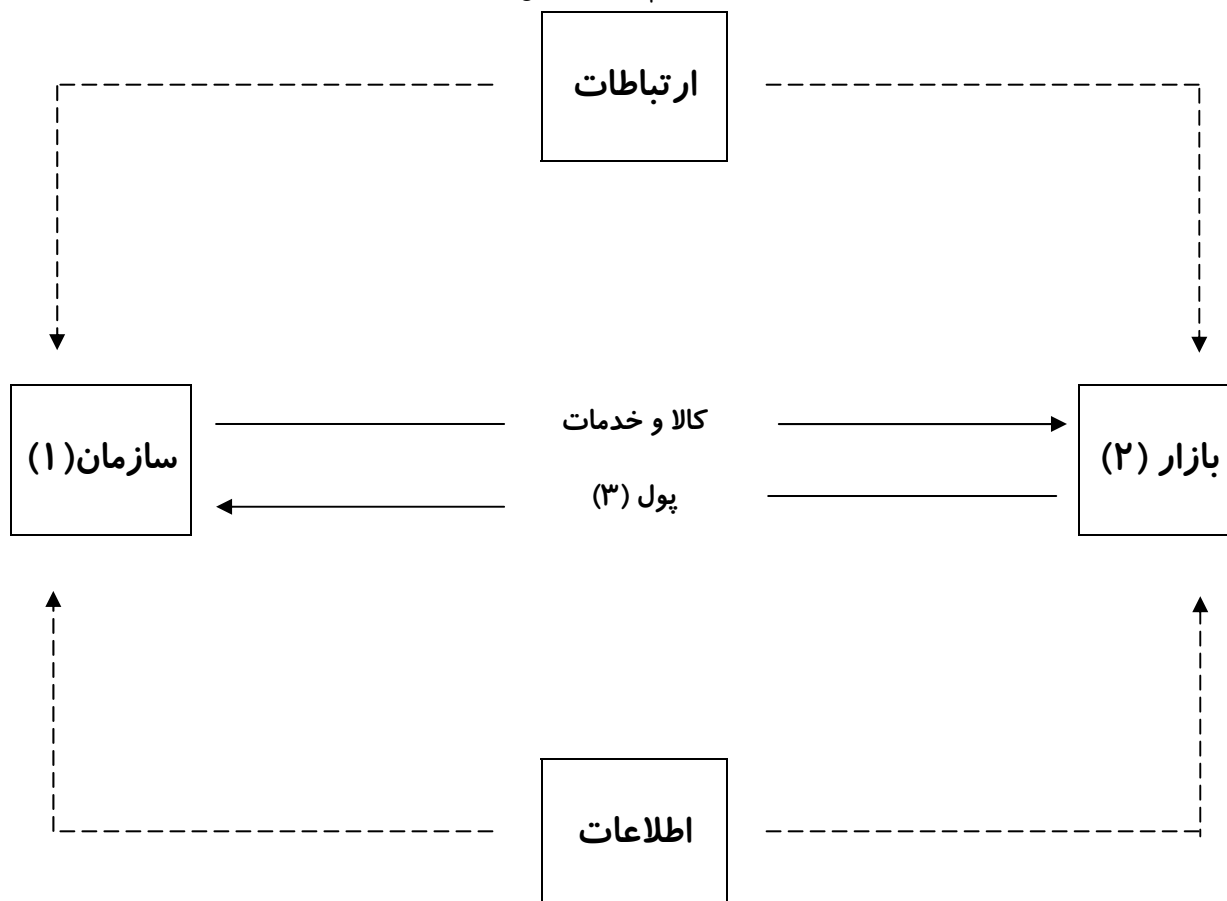 ارتباطات
کالا و خدمات
بازار (۲)
سازمان(۱)
پول (۳)
اطلاعات